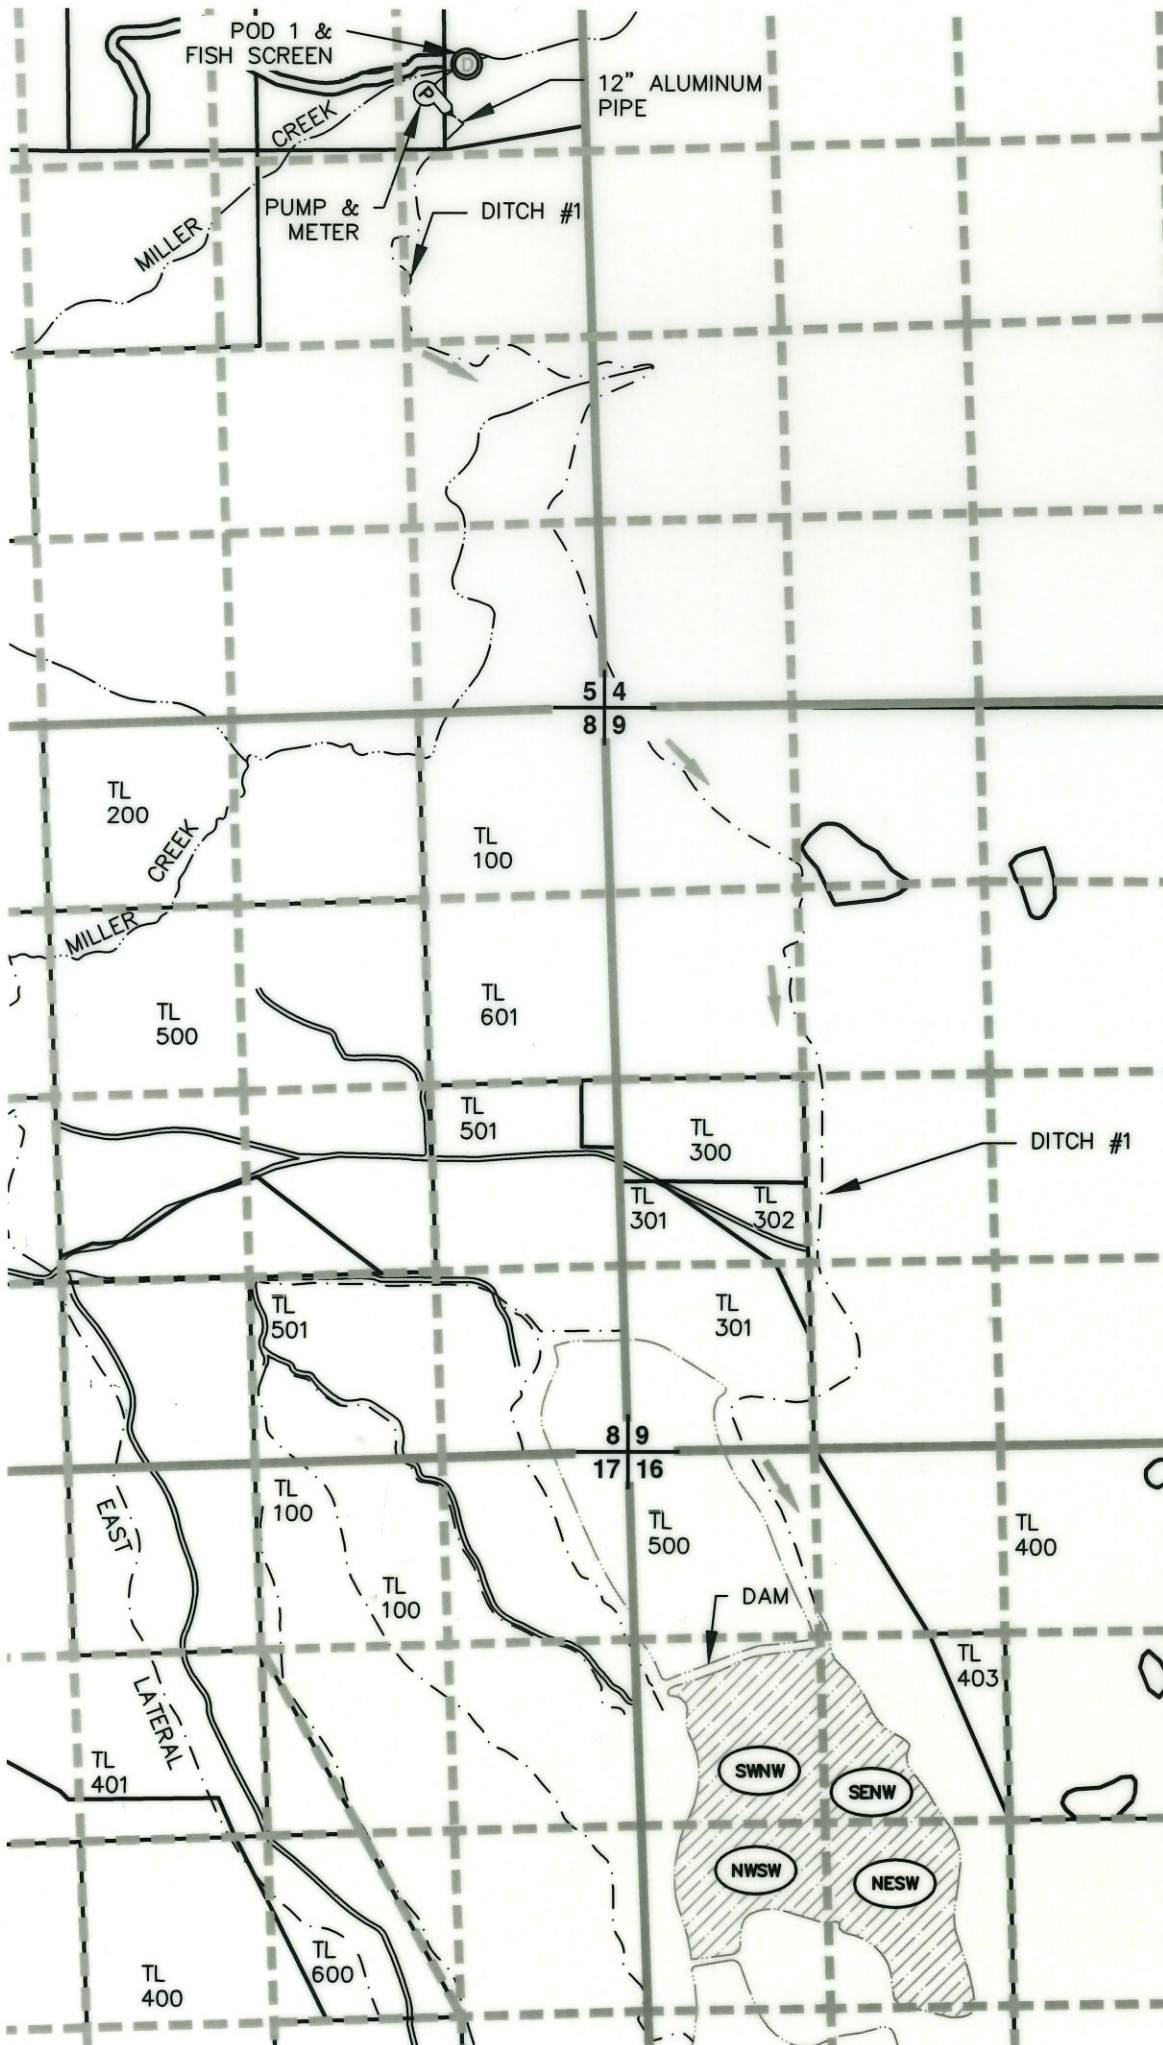 POD 1 &
FISH SCREEN
D
12” ALUMINUM
PIPE
P
CREEK
MILLER
PUMP &
METER
DITCH #1
5 4
8 9
TL
200
TL
100
CREEK
MILLER
TL
601
TL
500
TL
501
TL
300
DITCH #1
TL
301
TL
302
TL
501
TL
301
8 9
17 16
TL
100
TL
500
TL
400
EAST
TL
100
DAM
TL
403
LATERAL
TL
401
SWNW
SENW
NWSW
NESW
TL
600
TL
400